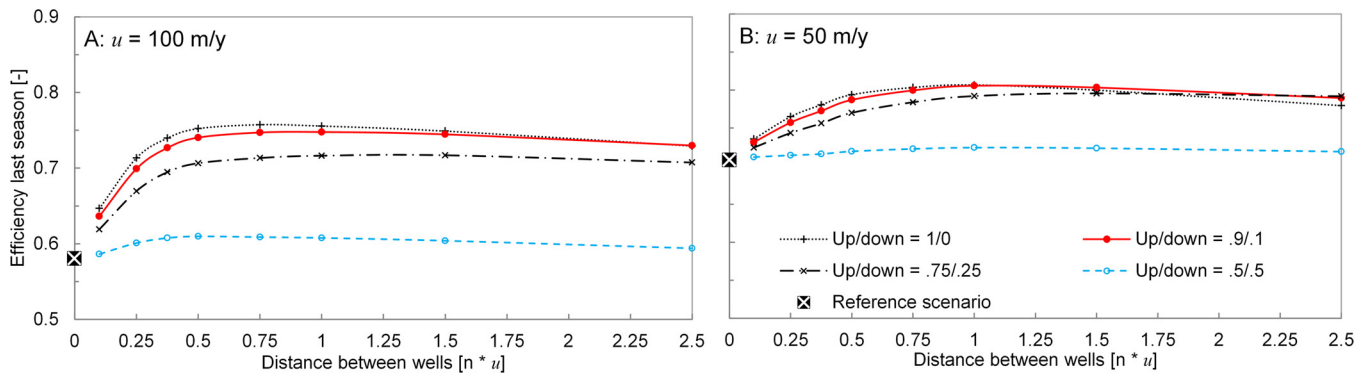 A: u = 100 m/y
B: u = 50 m/y
Efficiency last season [-]
0.9
0.8
0.7
0.6
0.5
0 0.25 0.5 0.75 1 1.25 1.5 1.75 2 2.25 2.5
Distance between wells [n * u]
0 0.25 0.5 0.75 1 1.25 1.5 1.75 2 2.25 2.5
Distance between wells [n * u]
Up/down = 1/0
Up/down = .9/.1
Up/down = .75/.25
Up/down = .5/.5
Reference scenario